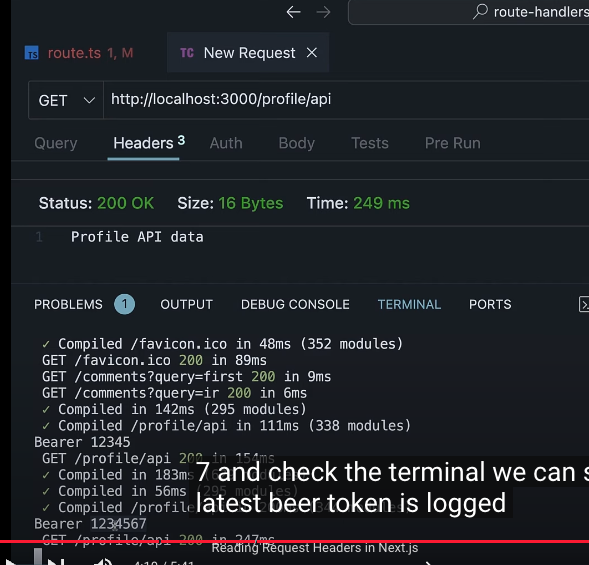 route-handlers
TS route.ts 1, M
TC New Request ×
GET http://localhost:3000/profile/api
Query Headers 3 Auth Body Tests Pre Run
Status: 200 OK Size: 16 Bytes Time: 249 ms
1 Profile API data
PROBLEMS 1 OUTPUT DEBUG CONSOLE TERMINAL PORTS
✓ Compiled /favicon.ico in 48ms (352 modules)
GET /favicon.ico 200 in 89ms
GET /comments?query=first 200 in 9ms
GET /comments?query=ir 200 in 6ms
✓ Compiled in 142ms (295 modules)
✓ Compiled /profile/api in 111ms (338 modules)
Bearer 12345
GET /profile/api 200 in 154ms
✓ Compiled in 183ms
✓ Compiled in 56ms (295 modules)
✓ Compiled /profile
7 and check the terminal we can s
latest beer token is logged
Bearer 1234567
GET /profile/api 200 in 247ms
Reading Request Headers in Next.js
4:19 / 5:41